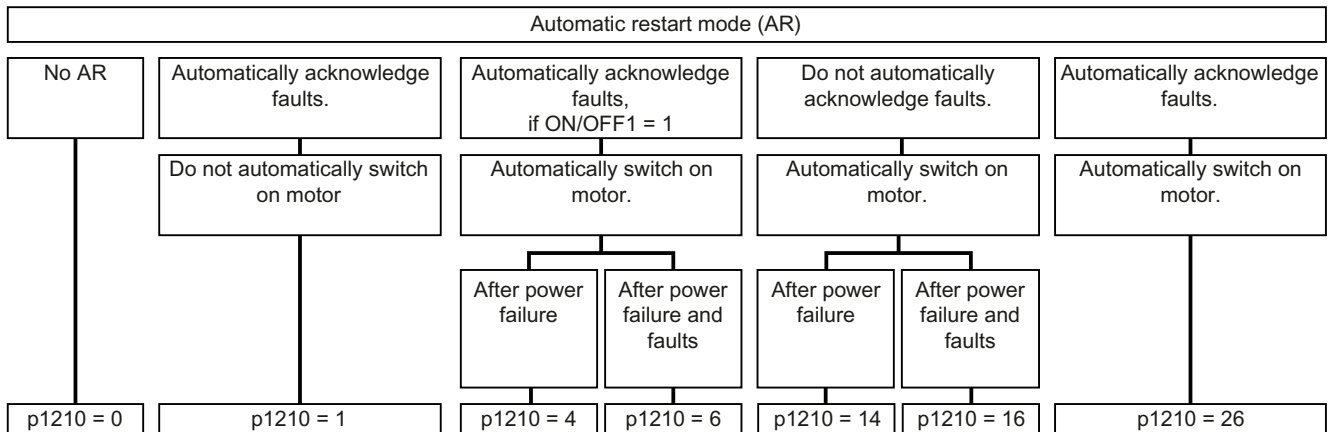 Automatic restart mode (AR)
No AR
Automatically acknowledge
faults.
Automatically acknowledge
faults,
if ON/OFF1 = 1
Do not automatically
acknowledge faults.
Automatically acknowledge
faults.
Do not automatically switch
on motor
Automatically switch on
motor.
Automatically switch on
motor.
Automatically switch on
motor.
After power
failure
After power
failure and
faults
After power
failure
After power
failure and
faults
p1210 = 0
p1210 = 1
p1210 = 4
p1210 = 6
p1210 = 14
p1210 = 16
p1210 = 26